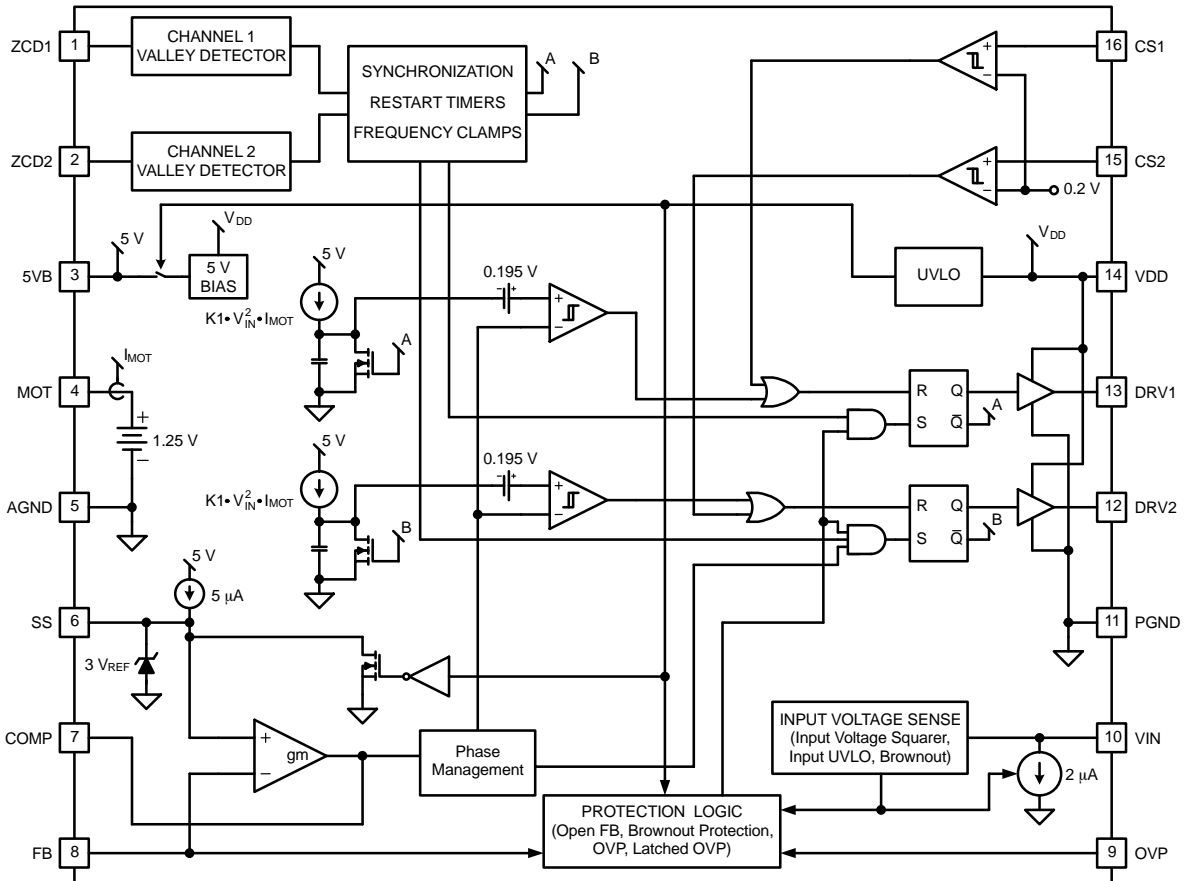 ZCD1
1
CHANNEL 1
VALLEY DETECTOR
SYNCHRONIZATION
RESTART TIMERS
FREQUENCY CLAMPS
A
B
+
−
16
CS1
ZCD2
2
CHANNEL 2
VALLEY DETECTOR
+
−
15
CS2
0.2 V
5VB
3
5 V
VDD
5 V
BIAS
5 V
K1•V²IN•IMOT
A
0.195 V
- +
+
−
UVLO
VDD
14
VDD
MOT
4
IMOT
+
1.25 V
−
R
Q
S
Q̅
A
13
DRV1
AGND
5
5 V
K1•V²IN•IMOT
B
0.195 V
- +
+
−
R
Q
S
Q̅
B
12
DRV2
5 V
5 µA
SS
6
3 VREF
11
PGND
COMP
7
+
gm
−
Phase
Management
INPUT VOLTAGE SENSE
(Input Voltage Squarer,
Input UVLO, Brownout)
10
VIN
2 µA
FB
8
PROTECTION LOGIC
(Open FB, Brownout Protection,
OVP, Latched OVP)
9
OVP